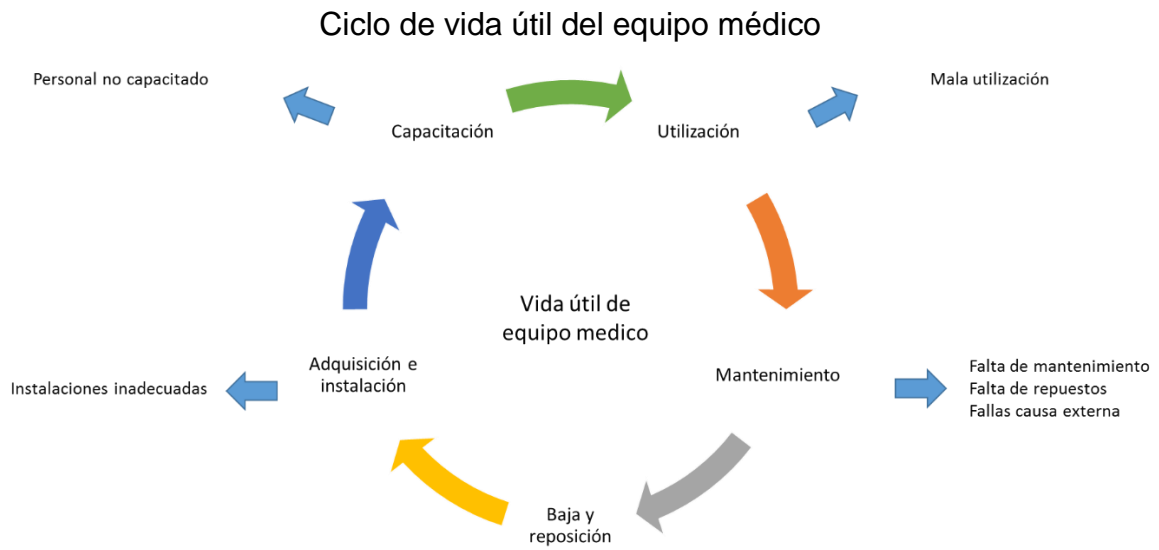 Ciclo de vida útil del equipo médico
Personal no capacitado
Mala utilización
Capacitación
Utilización
Vida útil de
equipo medico
Adquisición e
instalación
Instalaciones inadecuadas
Mantenimiento
Falta de mantenimiento
Falta de repuestos
Fallas causa externa
Baja y
reposición